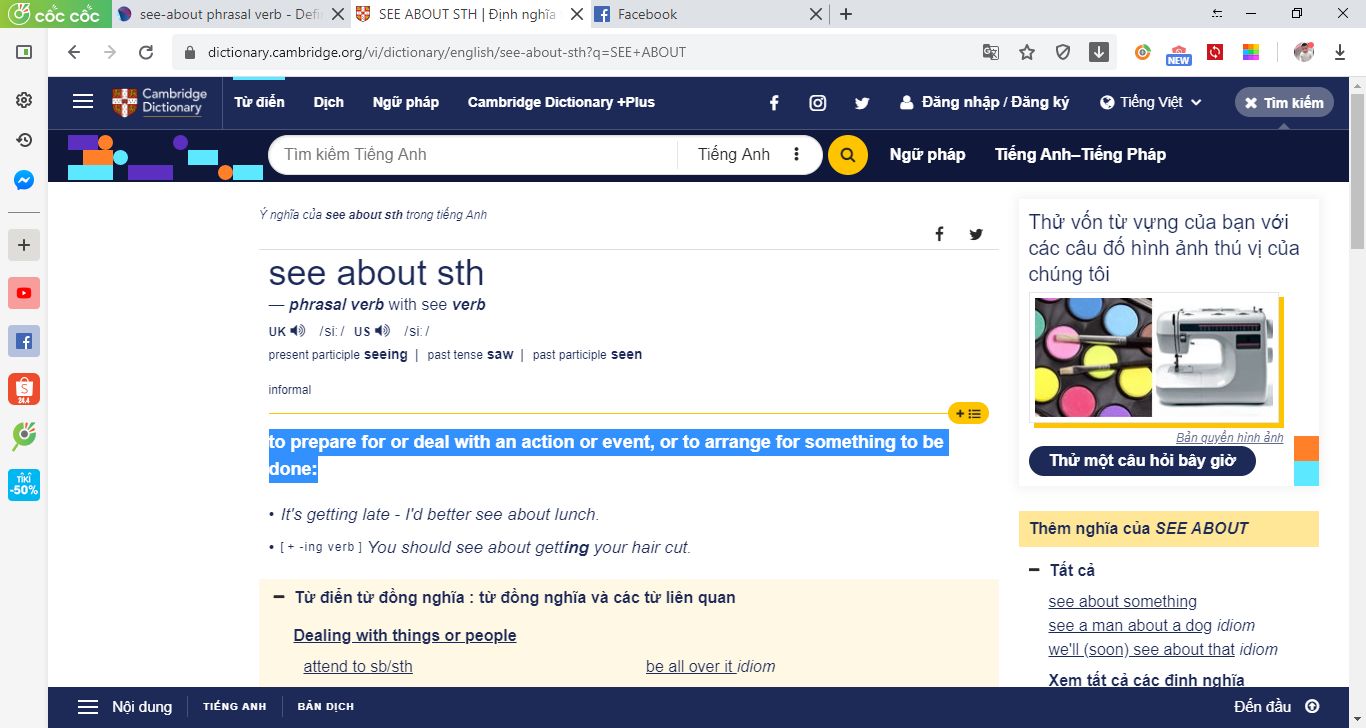 cốc cốc
see-about phrasal verb - Defi
SEE ABOUT STH | Định nghĩa
Facebook
dictionary.cambridge.org/vi/dictionary/english/see-about-sth?q=SEE+ABOUT
NEW
Cambridge
Dictionary
Từ điển
Dịch
Ngữ pháp
Cambridge Dictionary +Plus
Đăng nhập / Đăng ký
Tiếng Việt
Tìm kiếm
Tìm kiếm Tiếng Anh
Tiếng Anh
Ngữ pháp
Tiếng Anh–Tiếng Pháp
Ý nghĩa của see about sth trong tiếng Anh
see about sth
— phrasal verb with see verb
UK /siː/ US /siː/
present participle seeing | past tense saw | past participle seen
informal
to prepare for or deal with an action or event, or to arrange for something to be
done:
• It's getting late - I'd better see about lunch.
• [ + -ing verb ] You should see about getting your hair cut.
Từ điển từ đồng nghĩa : từ đồng nghĩa và các từ liên quan
Dealing with things or people
attend to sb/sth
be all over it idiom
Thử vốn từ vựng của bạn với
các câu đố hình ảnh thú vị của
chúng tôi
Bản quyền hình ảnh
Thử một câu hỏi bây giờ
Thêm nghĩa của SEE ABOUT
Tất cả
see about something
see a man about a dog idiom
we'll (soon) see about that idiom
Xem tất cả các định nghĩa
24.4
TIKI
-50%
Nội dung
TIẾNG ANH
BẢN DỊCH
Đến đầu